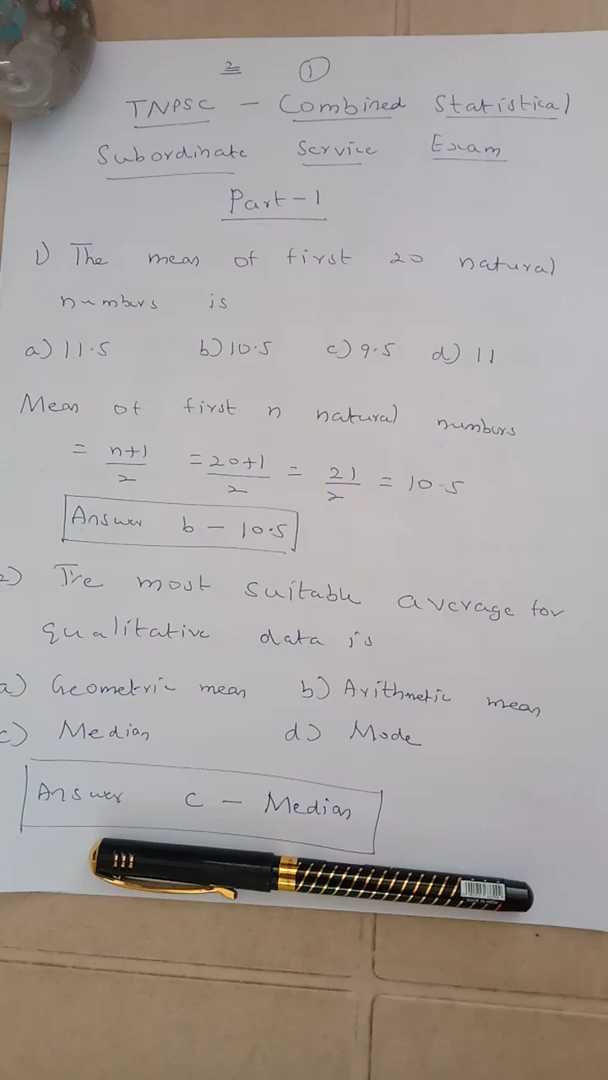 = ①
TNPSC - Combined Statistical
Subordinate Service Exam
Part-1
1) The mean of first 20 natural
numbers is
a) 11.5 b) 10.5 c) 9.5 d) 11
Mean of first n natural numbers
= n+1/2 = 20+1/2 = 21/2 = 10.5
Answer b - 10.5
2) The most suitable average for
qualitative data is
a) Geometric mean b) Arithmetic mean
c) Median d) Mode
Answer c - Median
MADE IN INDIA